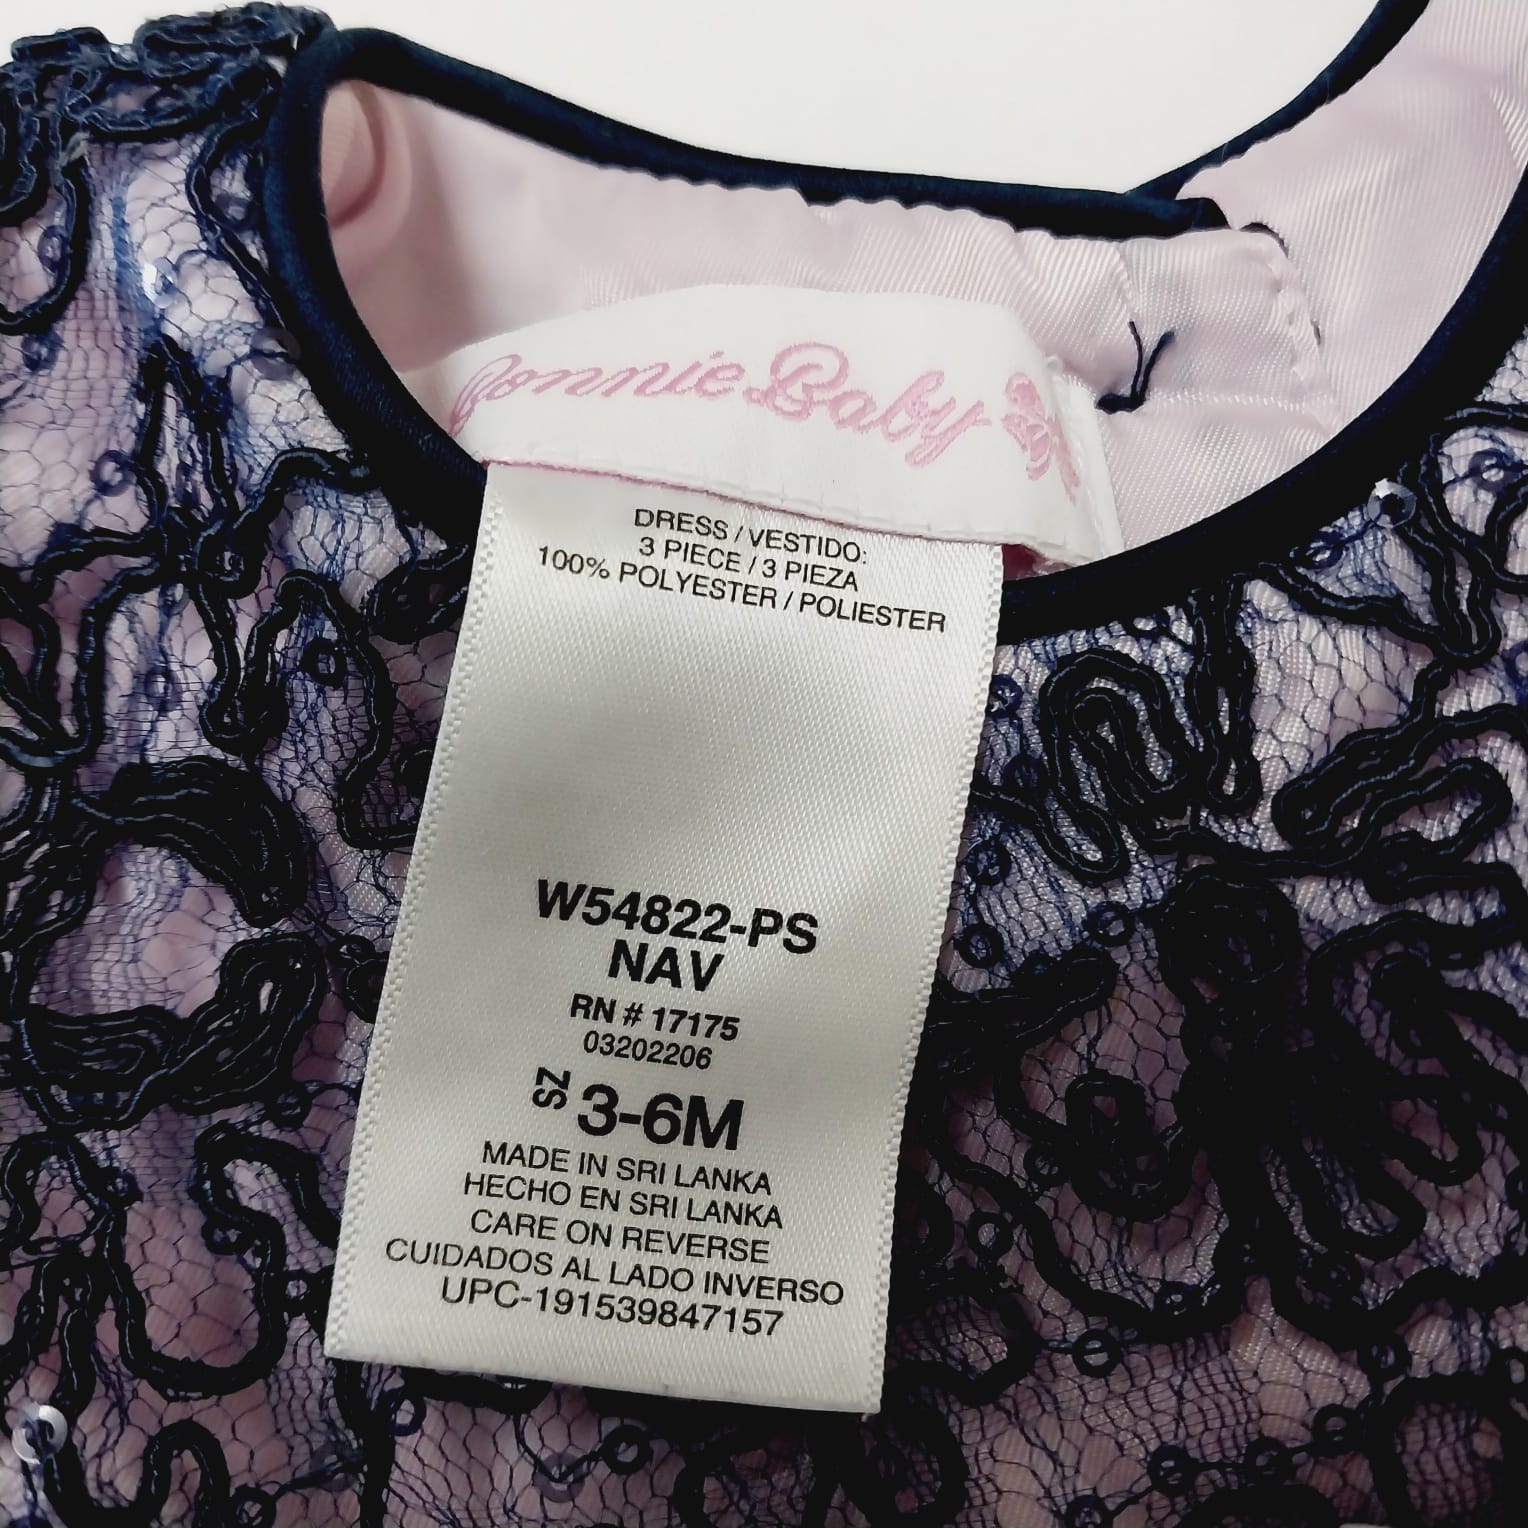 Bonnie Baby
DRESS / VESTIDO:
3 PIECE / 3 PIEZA
100% POLYESTER / POLIESTER
W54822-PS
NAV
RN # 17175
03202206
SZ 3-6M
MADE IN SRI LANKA
HECHO EN SRI LANKA
CARE ON REVERSE
CUIDADOS AL LADO INVERSO
UPC-191539847157